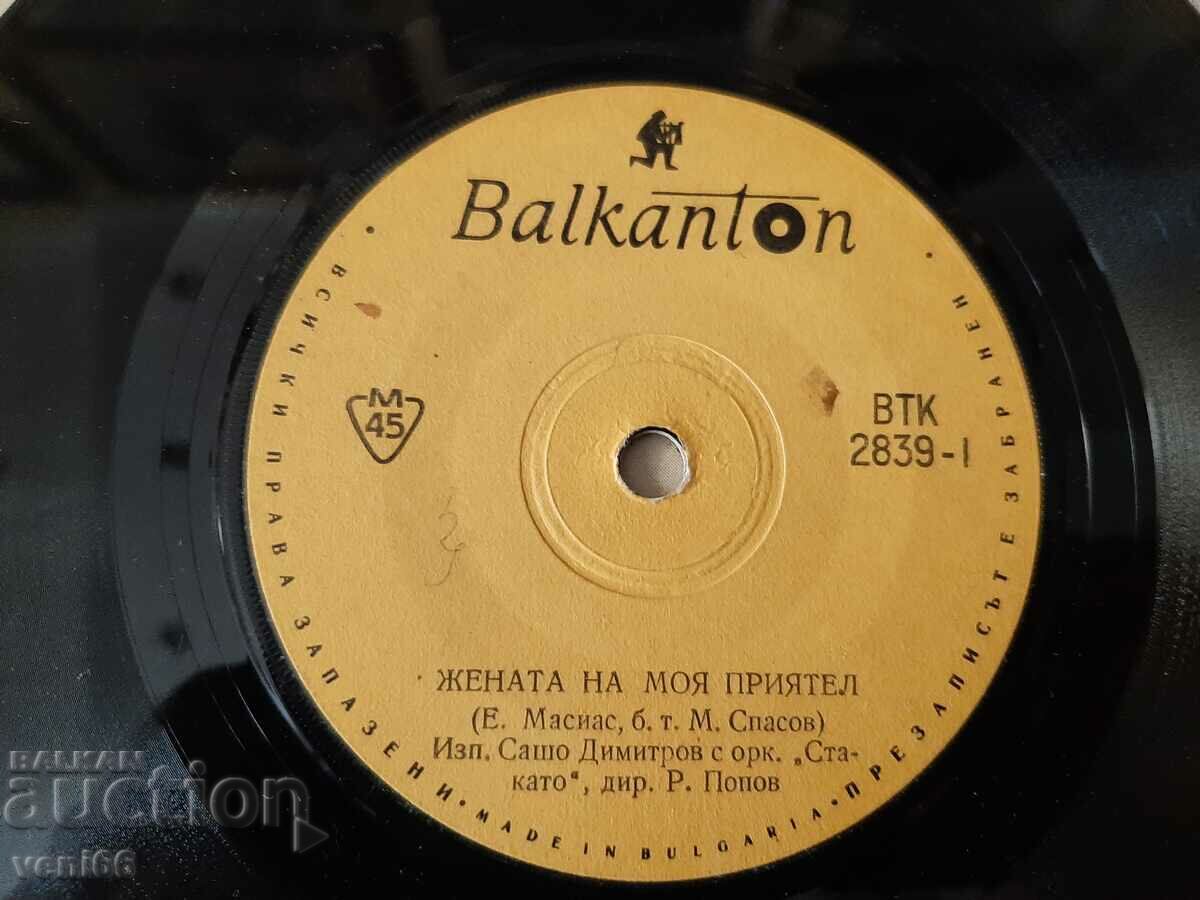 Balkanton
М
45
ВТК
2839-I
ВСИЧКИ ПРАВА ЗАПАЗЕНИ • MADE IN BULGARIA • ПРЕЗАПИСЪТ Е ЗАБРАНЕН
ЖЕНАТА НА МОЯ ПРИЯТЕЛ
(Е. Масиас, б. т. М. Спасов)
Изп. Сашо Димитров с орк. „Ста-
като“, дир. Р. Попов
BALKAN
auction
veni66